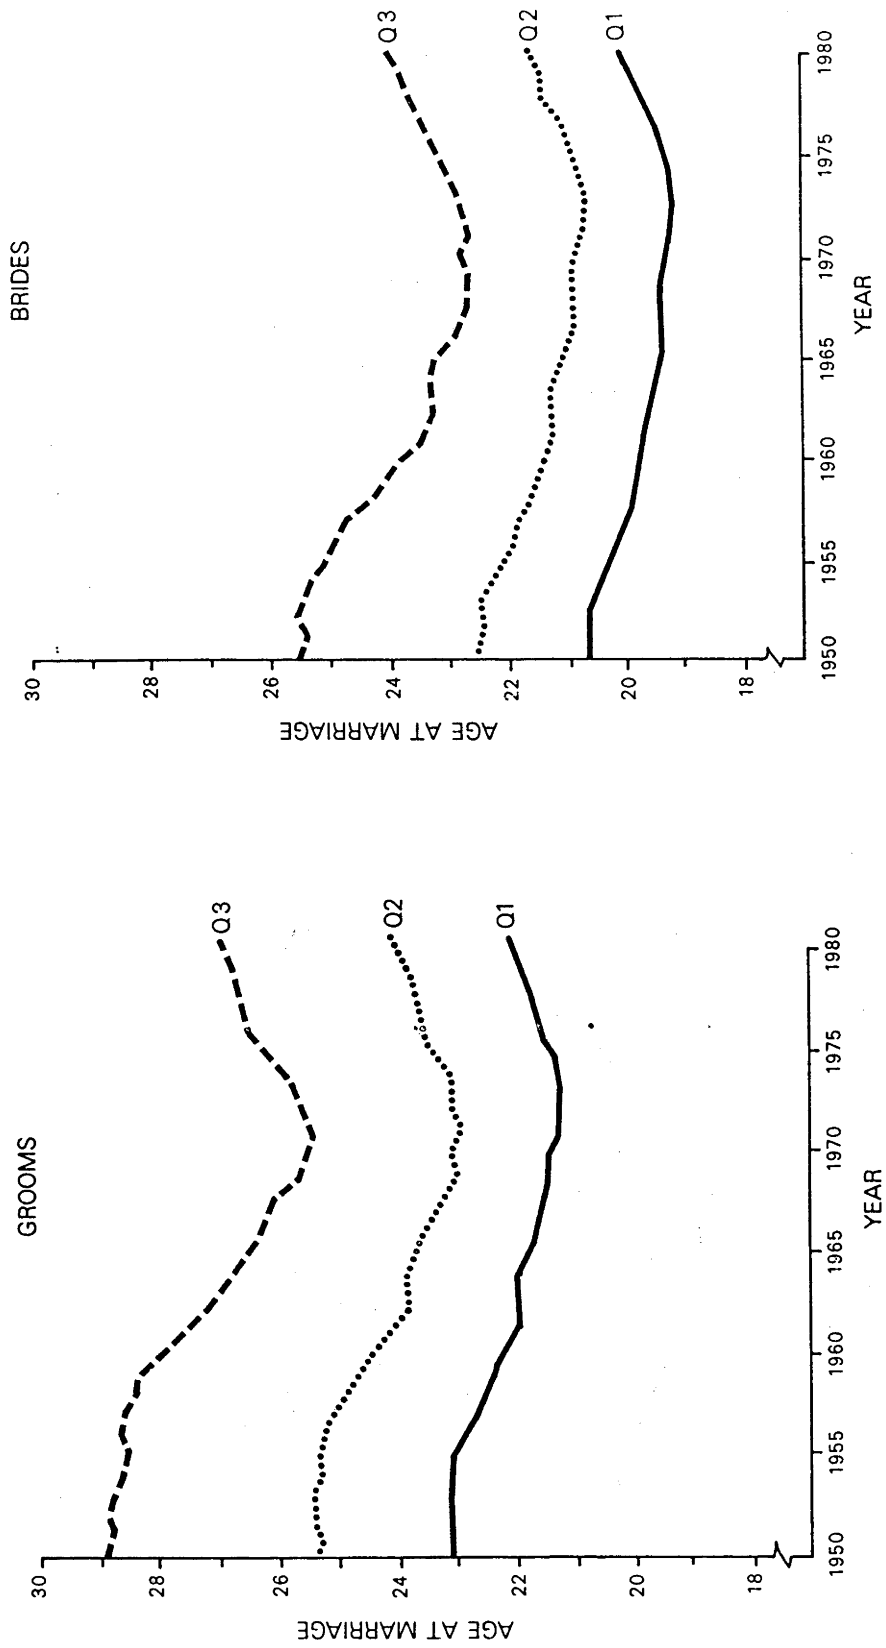 GROOMS
AGE AT MARRIAGE
30
28
26
24
22
20
18
Q3
Q2
Q1
1950 1955 1960 1965 1970 1975 1980
YEAR
BRIDES
AGE AT MARRIAGE
30
28
26
24
22
20
18
Q3
Q2
Q1
1950 1955 1960 1965 1970 1975 1980
YEAR